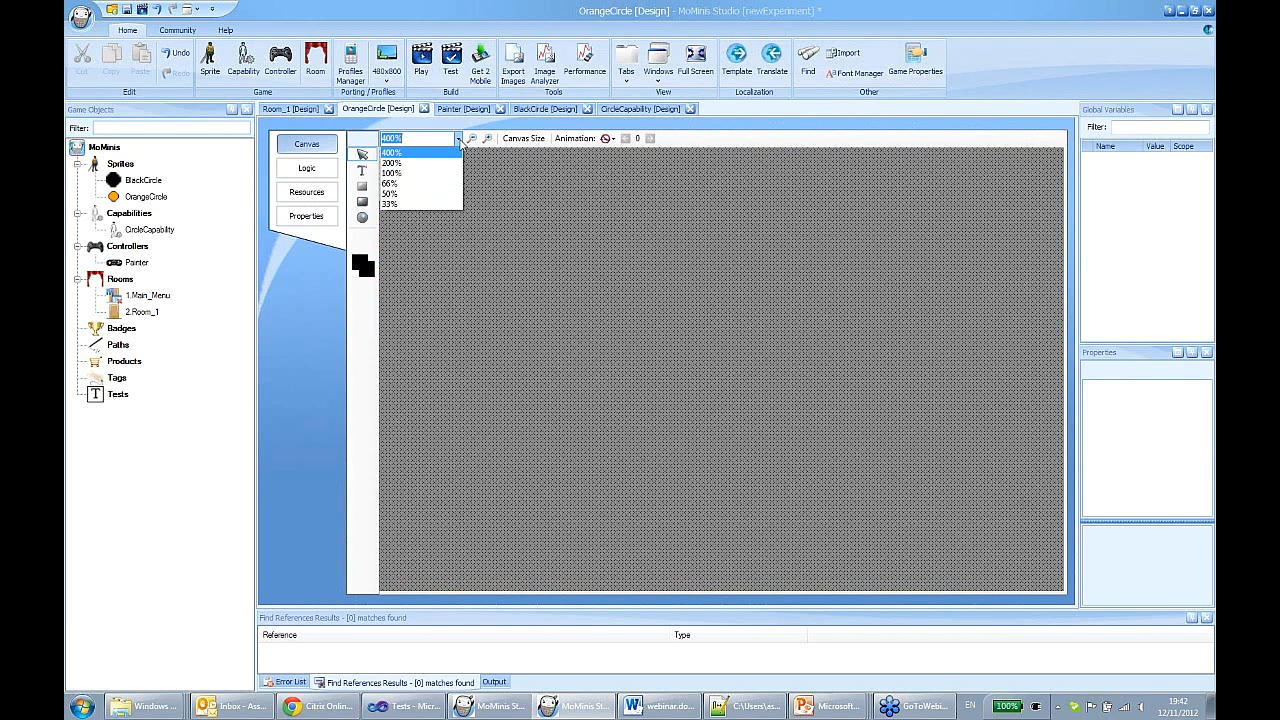 OrangeCircle [Design] - MoMinis Studio [newExperiment] *
Home Community Help
Cut Copy Paste Undo Redo Sprite Capability Controller Room Profiles Manager 480x800 Play Test Get 2 Mobile Export Images Image Analyzer Performance Tabs Windows Full Screen Template Translate Find Import Font Manager Game Properties
Edit Game Porting / Profiles Build Tools View Localization Other
Game Objects
Room_1 [Design] OrangeCircle [Design] Painter [Design] BlackCircle [Design] CircleCapability [Design]
Global Variables
Filter:
Filter:
Name Value Scope
MoMinis
Sprites
BlackCircle
OrangeCircle
Capabilities
CircleCapability
Controllers
Painter
Rooms
1.Main_Menu
2.Room_1
Badges
Paths
Products
Tags
T Tests
Canvas
Logic
Resources
Properties
400% Canvas Size Animation: 0
400%
200%
100%
66%
50%
33%
T
Properties
Find References Results - [0] matches found
Reference Type
Error List Find References Results - [0] matches found Output
Windows ... Inbox - Ass... Citrix Onlin... Tests - Micr... MoMinis St... MoMinis St... webinar.do... C:\Users\as... Microsoft ... GoToWebi... EN 100% 19:42
12/11/2012